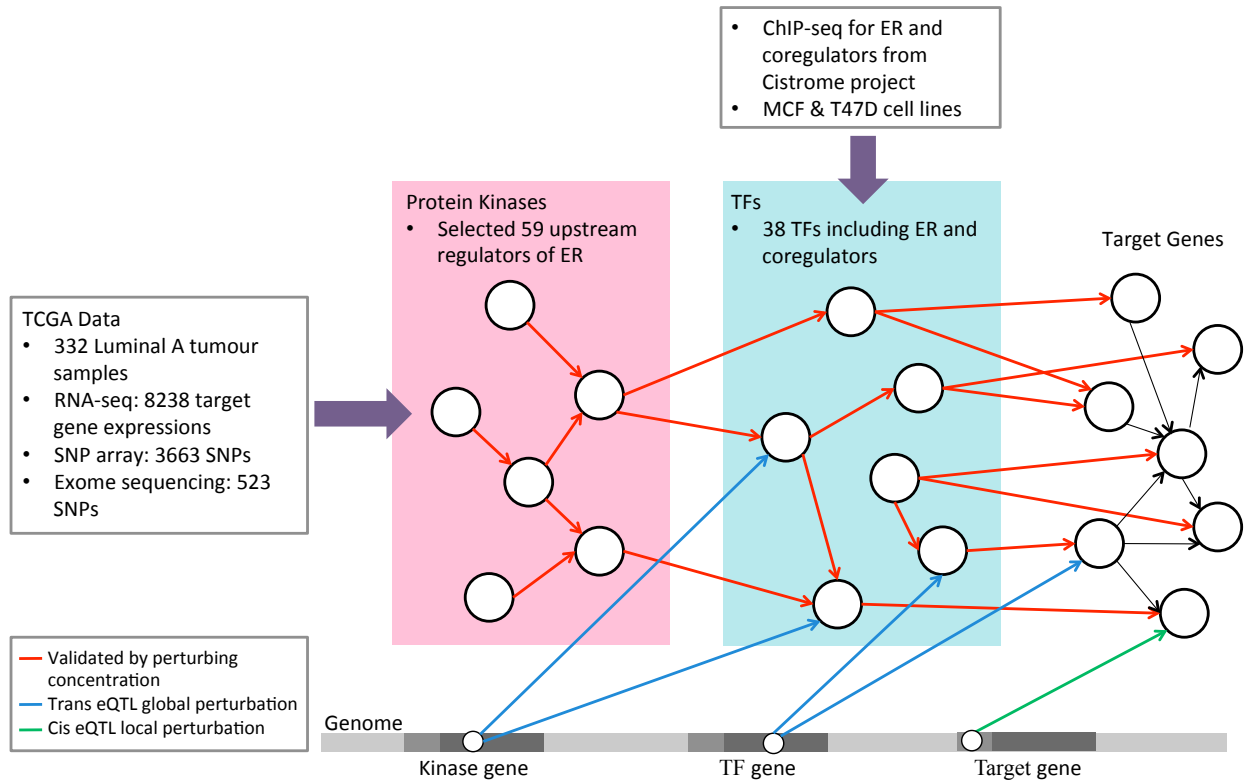 • ChIP-seq for ER and
coregulators from
Cistrome project
• MCF & T47D cell lines
Protein Kinases
• Selected 59 upstream
regulators of ER
TFs
• 38 TFs including ER and
coregulators
Target Genes
TCGA Data
• 332 Luminal A tumour
samples
• RNA-seq: 8238 target
gene expressions
• SNP array: 3663 SNPs
• Exome sequencing: 523
SNPs
Validated by perturbing
concentration
Trans eQTL global perturbation
Cis eQTL local perturbation
Genome
Kinase gene
TF gene
Target gene